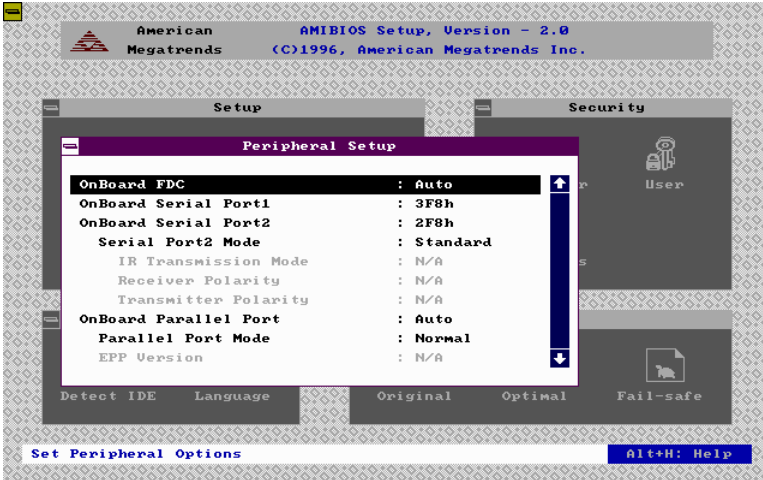 American
Megatrends
AMIBIOS Setup, Version - 2.0
(C)1996, American Megatrends Inc.
Setup
Security
Peripheral Setup
OnBoard FDC : Auto
OnBoard Serial Port1 : 3F8h
OnBoard Serial Port2 : 2F8h
Serial Port2 Mode : Standard
IR Transmission Mode : N/A
Receiver Polarity : N/A
Transmitter Polarity : N/A
OnBoard Parallel Port : Auto
Parallel Port Mode : Normal
EPP Version : N/A
User
Detect IDE Language Original Optimal Fail-safe
Set Peripheral Options Alt+H: Help